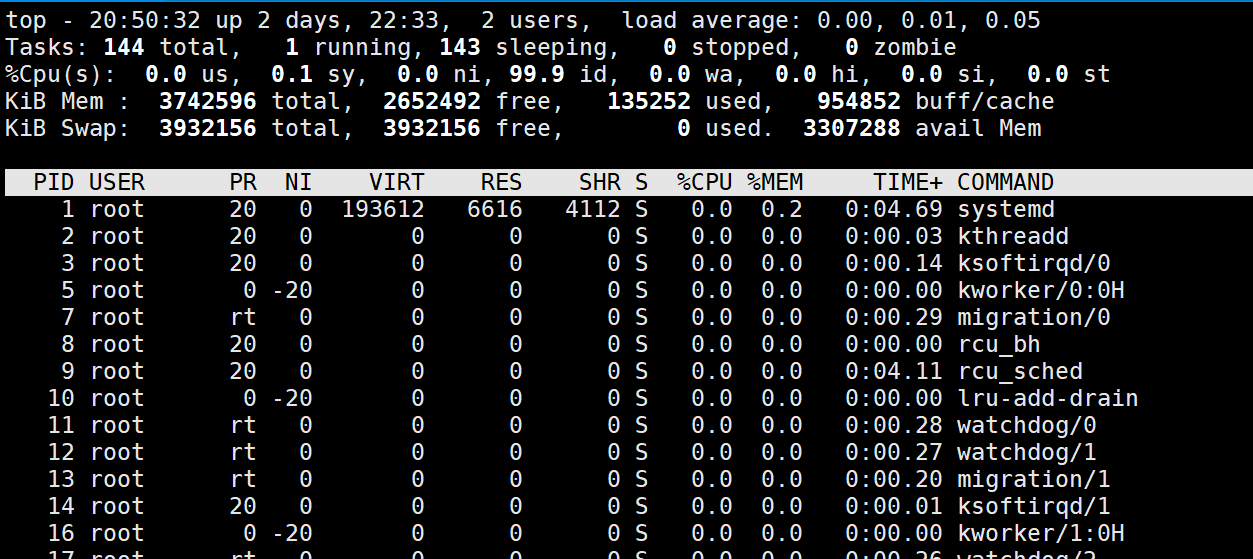 top - 20:50:32 up 2 days, 22:33,  2 users,  load average: 0.00, 0.01, 0.05
Tasks: 144 total,   1 running, 143 sleeping,   0 stopped,   0 zombie
%Cpu(s):  0.0 us,  0.1 sy,  0.0 ni, 99.9 id,  0.0 wa,  0.0 hi,  0.0 si,  0.0 st
KiB Mem :  3742596 total,  2652492 free,   135252 used,   954852 buff/cache
KiB Swap:  3932156 total,  3932156 free,        0 used.  3307288 avail Mem
  PID USER      PR  NI    VIRT    RES    SHR S  %CPU %MEM     TIME+ COMMAND
    1 root      20   0  193612   6616   4112 S   0.0  0.2   0:04.69 systemd
    2 root      20   0       0      0      0 S   0.0  0.0   0:00.03 kthreadd
    3 root      20   0       0      0      0 S   0.0  0.0   0:00.14 ksoftirqd/0
    5 root       0 -20       0      0      0 S   0.0  0.0   0:00.00 kworker/0:0H
    7 root      rt   0       0      0      0 S   0.0  0.0   0:00.29 migration/0
    8 root      20   0       0      0      0 S   0.0  0.0   0:00.00 rcu_bh
    9 root      20   0       0      0      0 S   0.0  0.0   0:04.11 rcu_sched
   10 root       0 -20       0      0      0 S   0.0  0.0   0:00.00 lru-add-drain
   11 root      rt   0       0      0      0 S   0.0  0.0   0:00.28 watchdog/0
   12 root      rt   0       0      0      0 S   0.0  0.0   0:00.27 watchdog/1
   13 root      rt   0       0      0      0 S   0.0  0.0   0:00.20 migration/1
   14 root      20   0       0      0      0 S   0.0  0.0   0:00.01 ksoftirqd/1
   16 root       0 -20       0      0      0 S   0.0  0.0   0:00.00 kworker/1:0H
   17 root      rt   0       0      0      0 S   0.0  0.0   0:00.26 watchdog/2